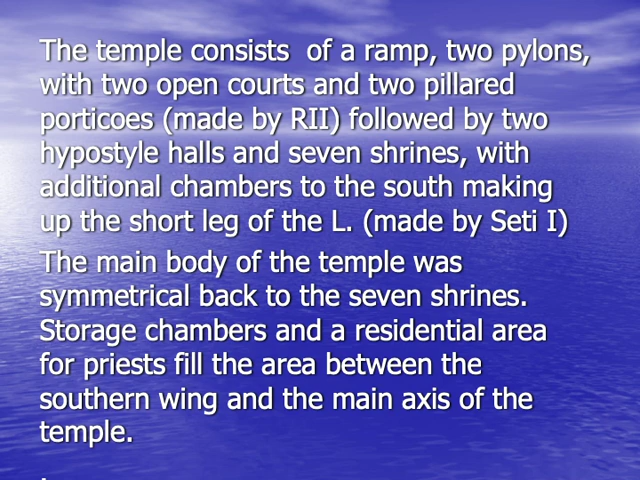 The temple consists  of a ramp, two pylons,
with two open courts and two pillared
porticoes (made by RII) followed by two
hypostyle halls and seven shrines, with
additional chambers to the south making
up the short leg of the L. (made by Seti I)
The main body of the temple was
symmetrical back to the seven shrines.
Storage chambers and a residential area
for priests fill the area between the
southern wing and the main axis of the
temple.
.